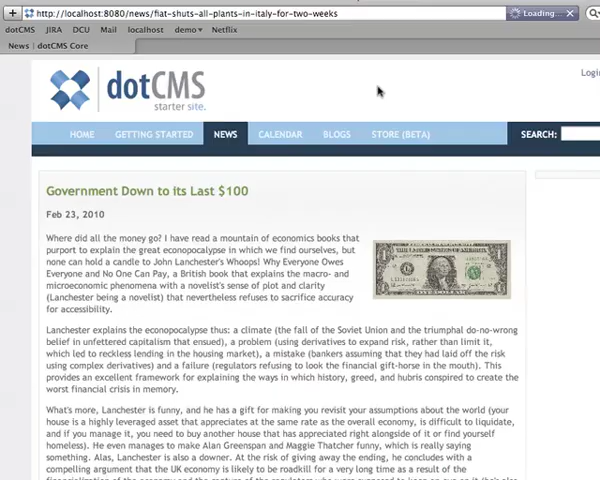 http://localhost:8080/news/fiat-shuts-all-plants-in-italy-for-two-weeks
Loading...
dotCMS JIRA DCU Mail localhost demo Netflix
News | dotCMS Core
dotCMS
starter site.
Login
HOME GETTING STARTED NEWS CALENDAR BLOGS STORE (BETA) SEARCH:
Government Down to its Last $100
Feb 23, 2010
Where did all the money go? I have read a mountain of economics books that
purport to explain the great econopocalypse in which we find ourselves, but
none can hold a candle to John Lanchester's Whoops! Why Everyone Owes
Everyone and No One Can Pay, a British book that explains the macro- and
microeconomic phenomena with a novelist's sense of plot and clarity
(Lanchester being a novelist) that nevertheless refuses to sacrifice accuracy
for accessibility.
Lanchester explains the econopocalypse thus: a climate (the fall of the Soviet Union and the triumphal do-no-wrong
belief in unfettered capitalism that ensued), a problem (using derivatives to expand risk, rather than limit it,
which led to reckless lending in the housing market), a mistake (bankers assuming that they had laid off the risk
using complex derivatives) and a failure (regulators refusing to look the financial gift-horse in the mouth). This
provides an excellent framework for explaining the ways in which history, greed, and hubris conspired to create the
worst financial crisis in memory.
What's more, Lanchester is funny, and he has a gift for making you revisit your assumptions about the world (your
house is a highly leveraged asset that appreciates at the same rate as the overall economy, is difficult to liquidate,
and if you manage it, you need to buy another house that has appreciated right alongside of it or find yourself
homeless). He even manages to make Alan Greenspan and Maggie Thatcher funny, which is really saying
something. Alas, Lanchester is also a downer. At the risk of giving away the ending, he concludes with a
compelling argument that the UK economy is likely to be roadkill for a very long time as a result of the